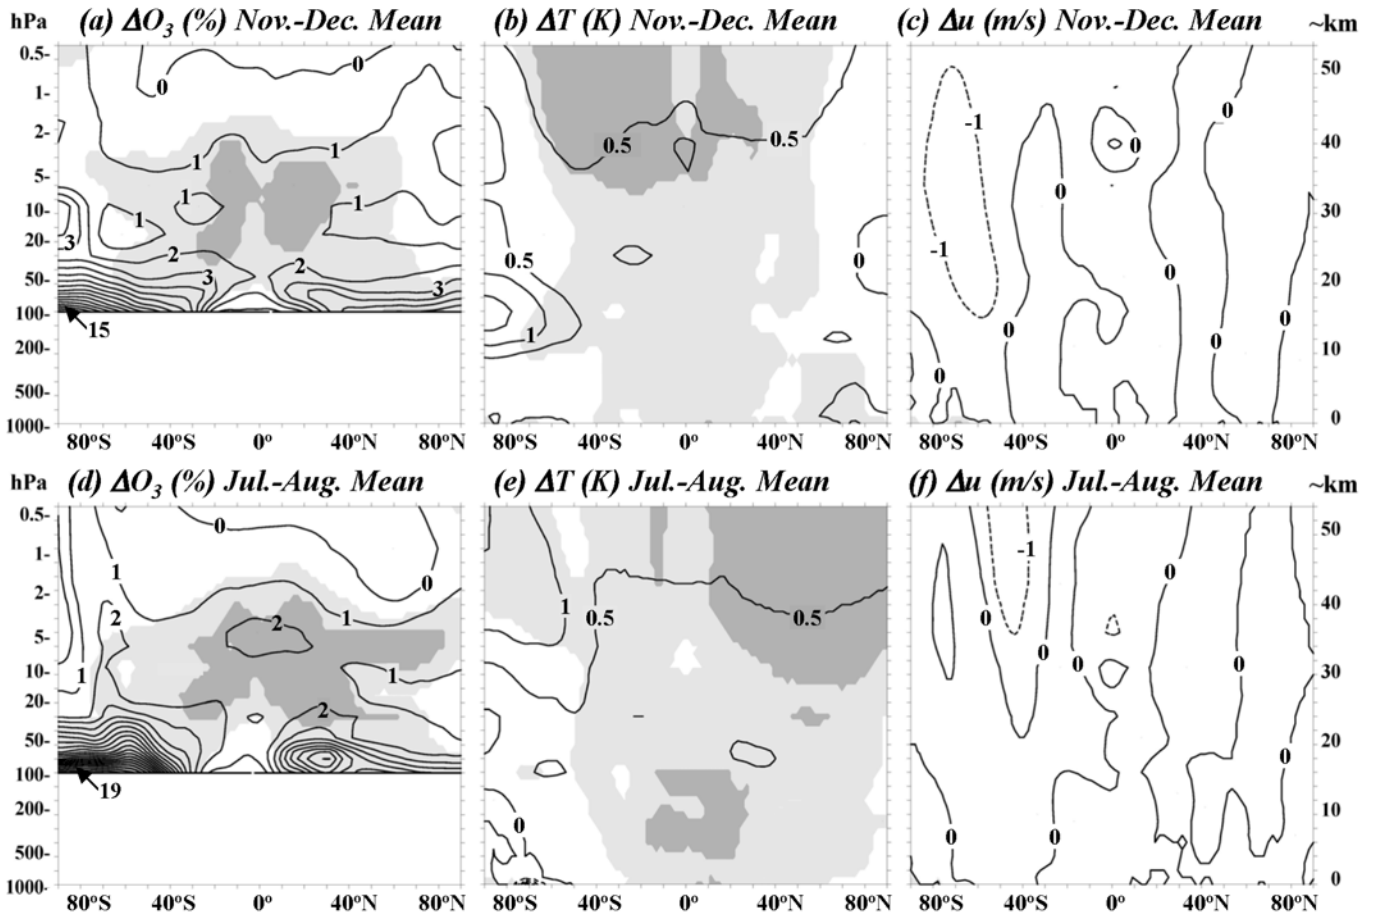 hPa (a) ΔO3 (%) Nov.-Dec. Mean (b) ΔT (K) Nov.-Dec. Mean (c) Δu (m/s) Nov.-Dec. Mean ~km
0.5- 0 0 50
1- -1 0
2- 1 1 0.5 0.5 0 40
5- 1 1 1 0 30
10-
20- 3 2 2 0.5 0 -1 0
50- 3 3 20
100- 15 1 0 0 0
200- 10
500- 0
1000- 0
80°S 40°S 0° 40°N 80°N 80°S 40°S 0° 40°N 80°N 80°S 40°S 0° 40°N 80°N
hPa (d) ΔO3 (%) Jul.-Aug. Mean (e) ΔT (K) Jul.-Aug. Mean (f) Δu (m/s) Jul.-Aug. Mean ~km
0.5- 0 50
1- 1 0 -1 0
2- 2 2 1 1 0.5 0.5 0 40
5- 0
10- 1 1 0 0 30
20- 2
50- 0 20
100- 19
200- 0 0 0 10
500-
1000- 0
80°S 40°S 0° 40°N 80°N 80°S 40°S 0° 40°N 80°N 80°S 40°S 0° 40°N 80°N